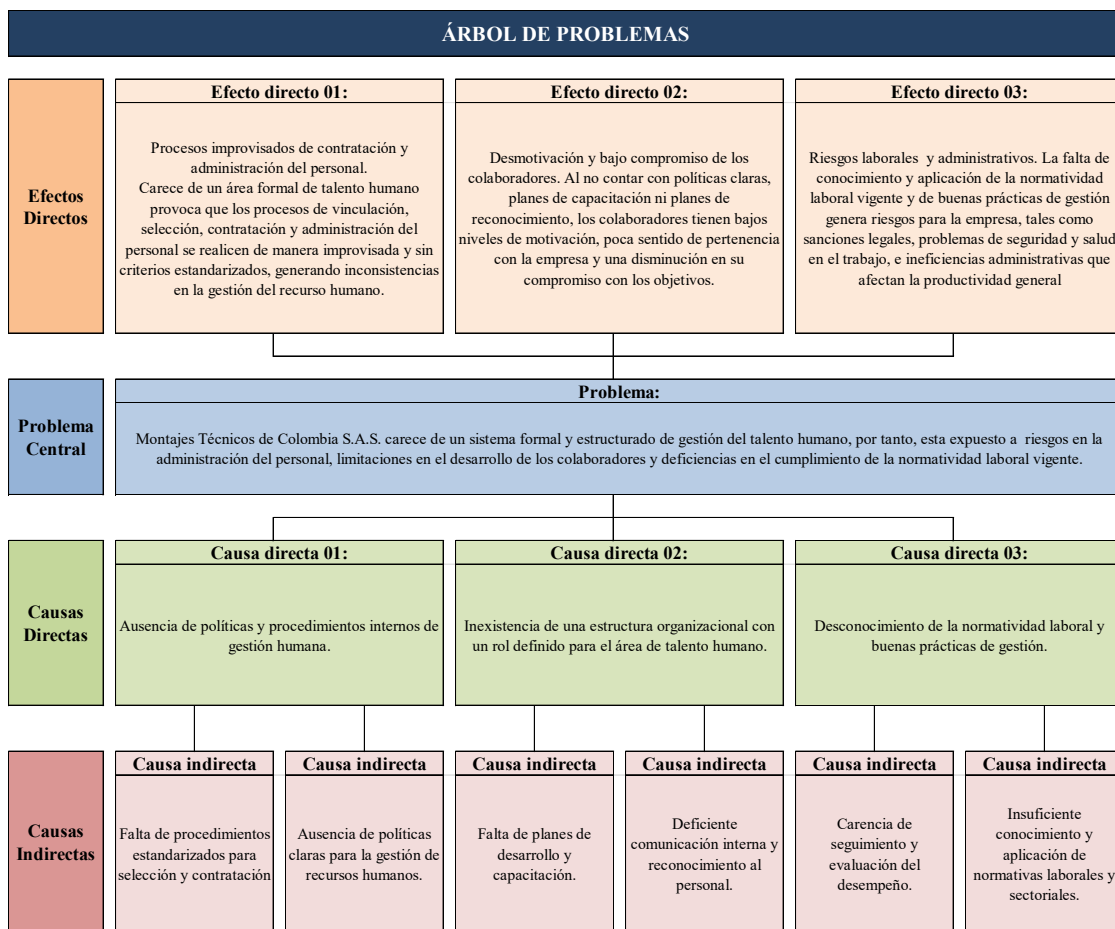 ÁRBOL DE PROBLEMAS
Efectos
Directos
Efecto directo 01:
Procesos improvisados de contratación y
administración del personal.
Carece de un área formal de talento humano
provoca que los procesos de vinculación,
selección, contratación y administración del
personal se realicen de manera improvisada y sin
criterios estandarizados, generando inconsistencias
en la gestión del recurso humano.
Efecto directo 02:
Desmotivación y bajo compromiso de los
colaboradores. Al no contar con políticas claras,
planes de capacitación ni planes de
reconocimiento, los colaboradores tienen bajos
niveles de motivación, poca sentido de pertenencia
con la empresa y una disminución en su
compromiso con los objetivos.
Efecto directo 03:
Riesgos laborales y administrativos. La falta de
conocimiento y aplicación de la normatividad
laboral vigente y de buenas prácticas de gestión
genera riesgos para la empresa, tales como
sanciones legales, problemas de seguridad y salud
en el trabajo, e ineficiencias administrativas que
afectan la productividad general
Problema
Central
Problema:
Montajes Técnicos de Colombia S.A.S. carece de un sistema formal y estructurado de gestión del talento humano, por tanto, esta expuesto a riesgos en la
administración del personal, limitaciones en el desarrollo de los colaboradores y deficiencias en el cumplimiento de la normatividad laboral vigente.
Causas
Directas
Causa directa 01:
Ausencia de políticas y procedimientos internos de
gestión humana.
Causa directa 02:
Inexistencia de una estructura organizacional con
un rol definido para el área de talento humano.
Causa directa 03:
Desconocimiento de la normatividad laboral y
buenas prácticas de gestión.
Causas
Indirectas
Causa indirecta
Falta de procedimientos
estandarizados para
selección y contratación
Causa indirecta
Ausencia de políticas
claras para la gestión de
recursos humanos.
Causa indirecta
Falta de planes de
desarrollo y
capacitación.
Causa indirecta
Deficiente
comunicación interna y
reconocimiento al
personal.
Causa indirecta
Carencia de
seguimiento y
evaluación del
desempeño.
Causa indirecta
Insuficiente
conocimiento y
aplicación de
normativas laborales y
sectoriales.